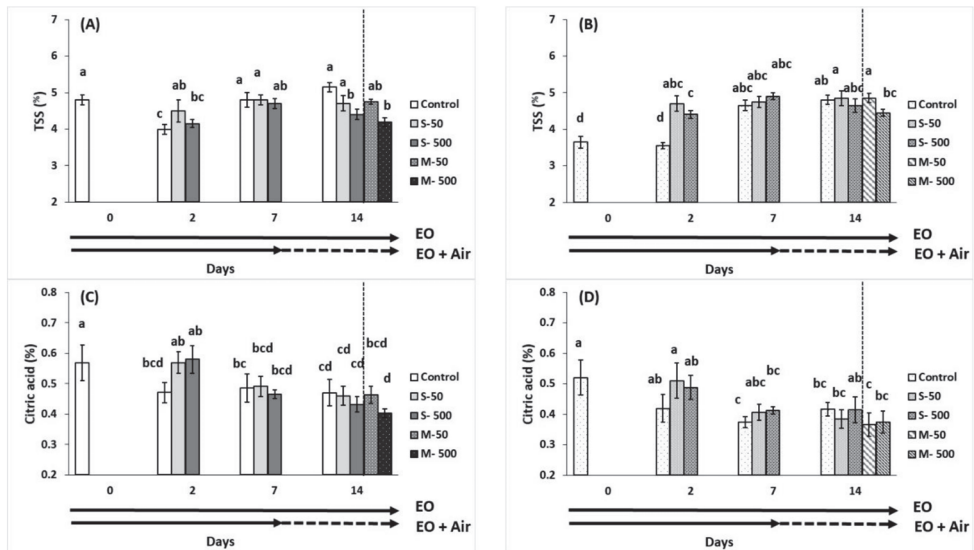 (A)
7
6
5
4
3
2
TSS (%)
a
c
ab
bc
a
a
ab
a
a
b
ab
b
Control
S-50
S- 500
M-50
M- 500
0 2 7 14
EO
EO + Air
Days
(B)
7
6
5
4
3
2
TSS (%)
d
d
abc
c
abc
abc
abc
ab
a
abc
a
bc
Control
S-50
S- 500
M-50
M- 500
0 2 7 14
EO
EO + Air
Days
(C)
0.8
0.7
0.6
0.5
0.4
0.3
0.2
Citric acid (%)
a
bcd
ab
ab
bc
bcd
bcd
cd
cd
cd
bcd
d
Control
S-50
S- 500
M-50
M- 500
0 2 7 14
EO
EO + Air
Days
(D)
0.8
0.7
0.6
0.5
0.4
0.3
0.2
Citric acid (%)
a
ab
a
ab
c
abc
bc
bc
bc
ab
c
bc
Control
S-50
S- 500
M-50
M- 500
0 2 7 14
EO
EO + Air
Days